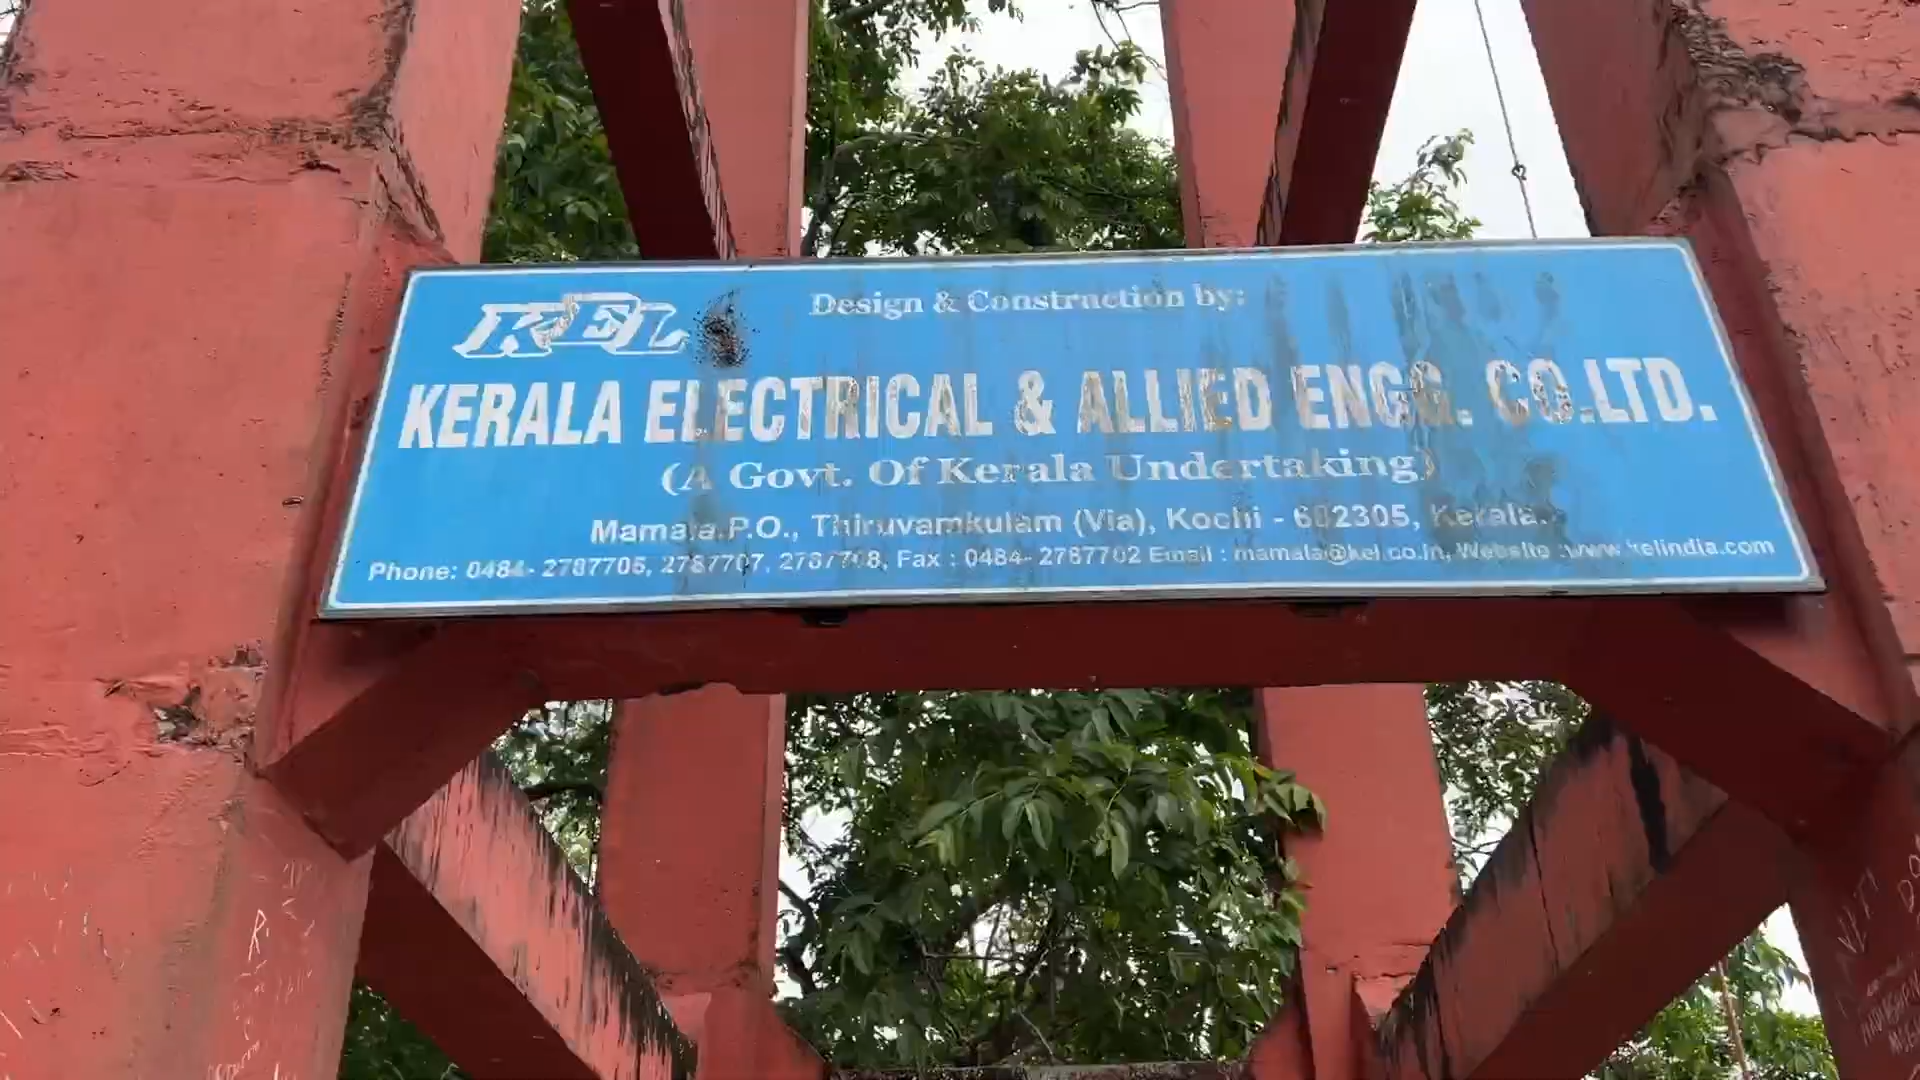 KEL
Design & Construction by:
KERALA ELECTRICAL & ALLIED ENGG. CO.LTD.
(A Govt. Of Kerala Undertaking)
Mamala.P.O., Thiruvamkulam (Via), Kochi - 682305, Kerala.
Phone: 0484- 2787705, 2787707, 2787708, Fax : 0484- 2787702 Email : mamala@kel.co.in, Website :www.kelindia.com